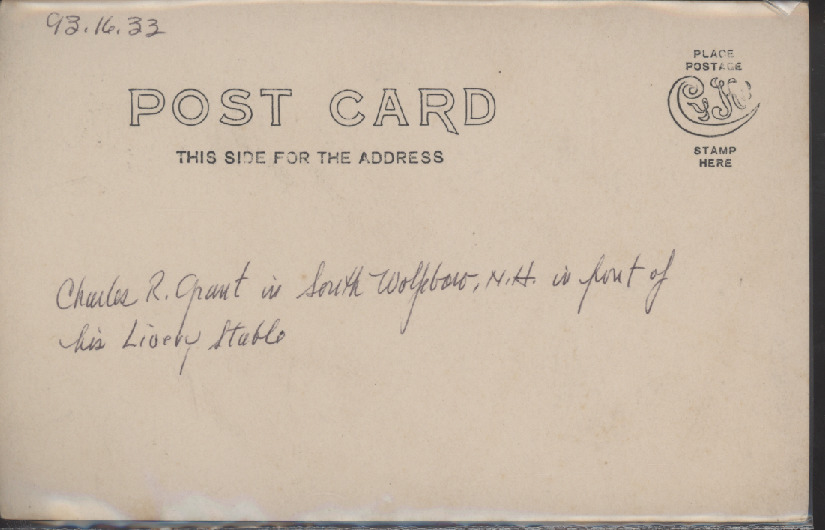 93.16.33
PLACE
POSTAGE
POST CARD
CYKO
STAMP
HERE
THIS SIDE FOR THE ADDRESS
Charles R. Grant in South Wolfboro, N.H. in front of
his Livery Stable